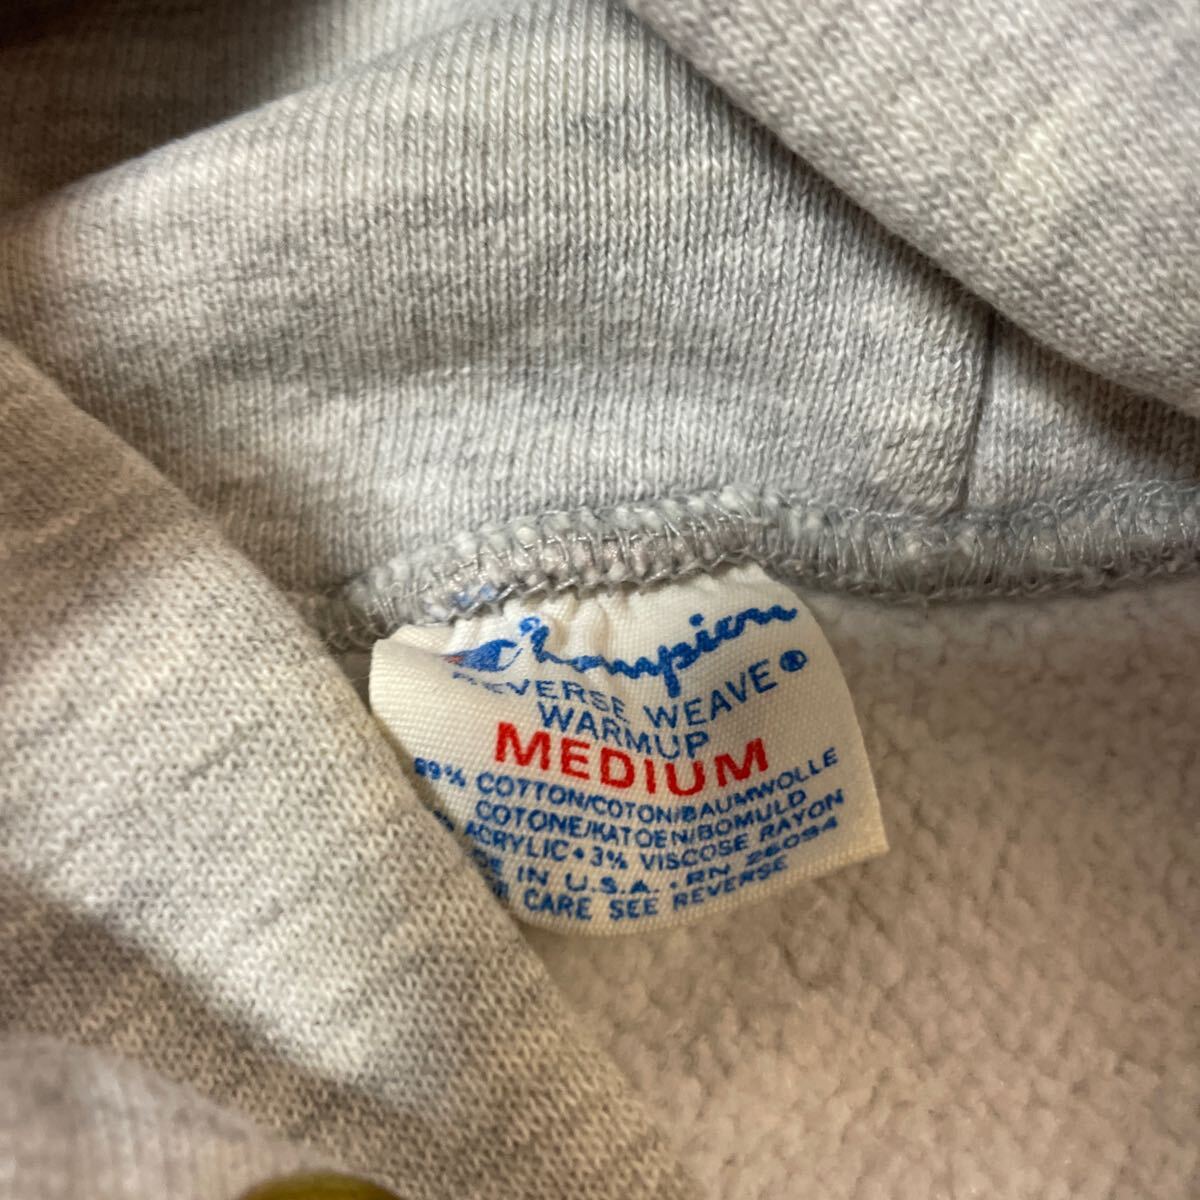 Champion
REVERSE WEAVE®
WARMUP
MEDIUM
89% COTTON/COTON/BAUMWOLLE
COTONE/KATOEN/BOMULD
ACRYLIC • 3% VISCOSE RAYON
IN U.S.A. • RN 26094
CARE SEE REVERSE